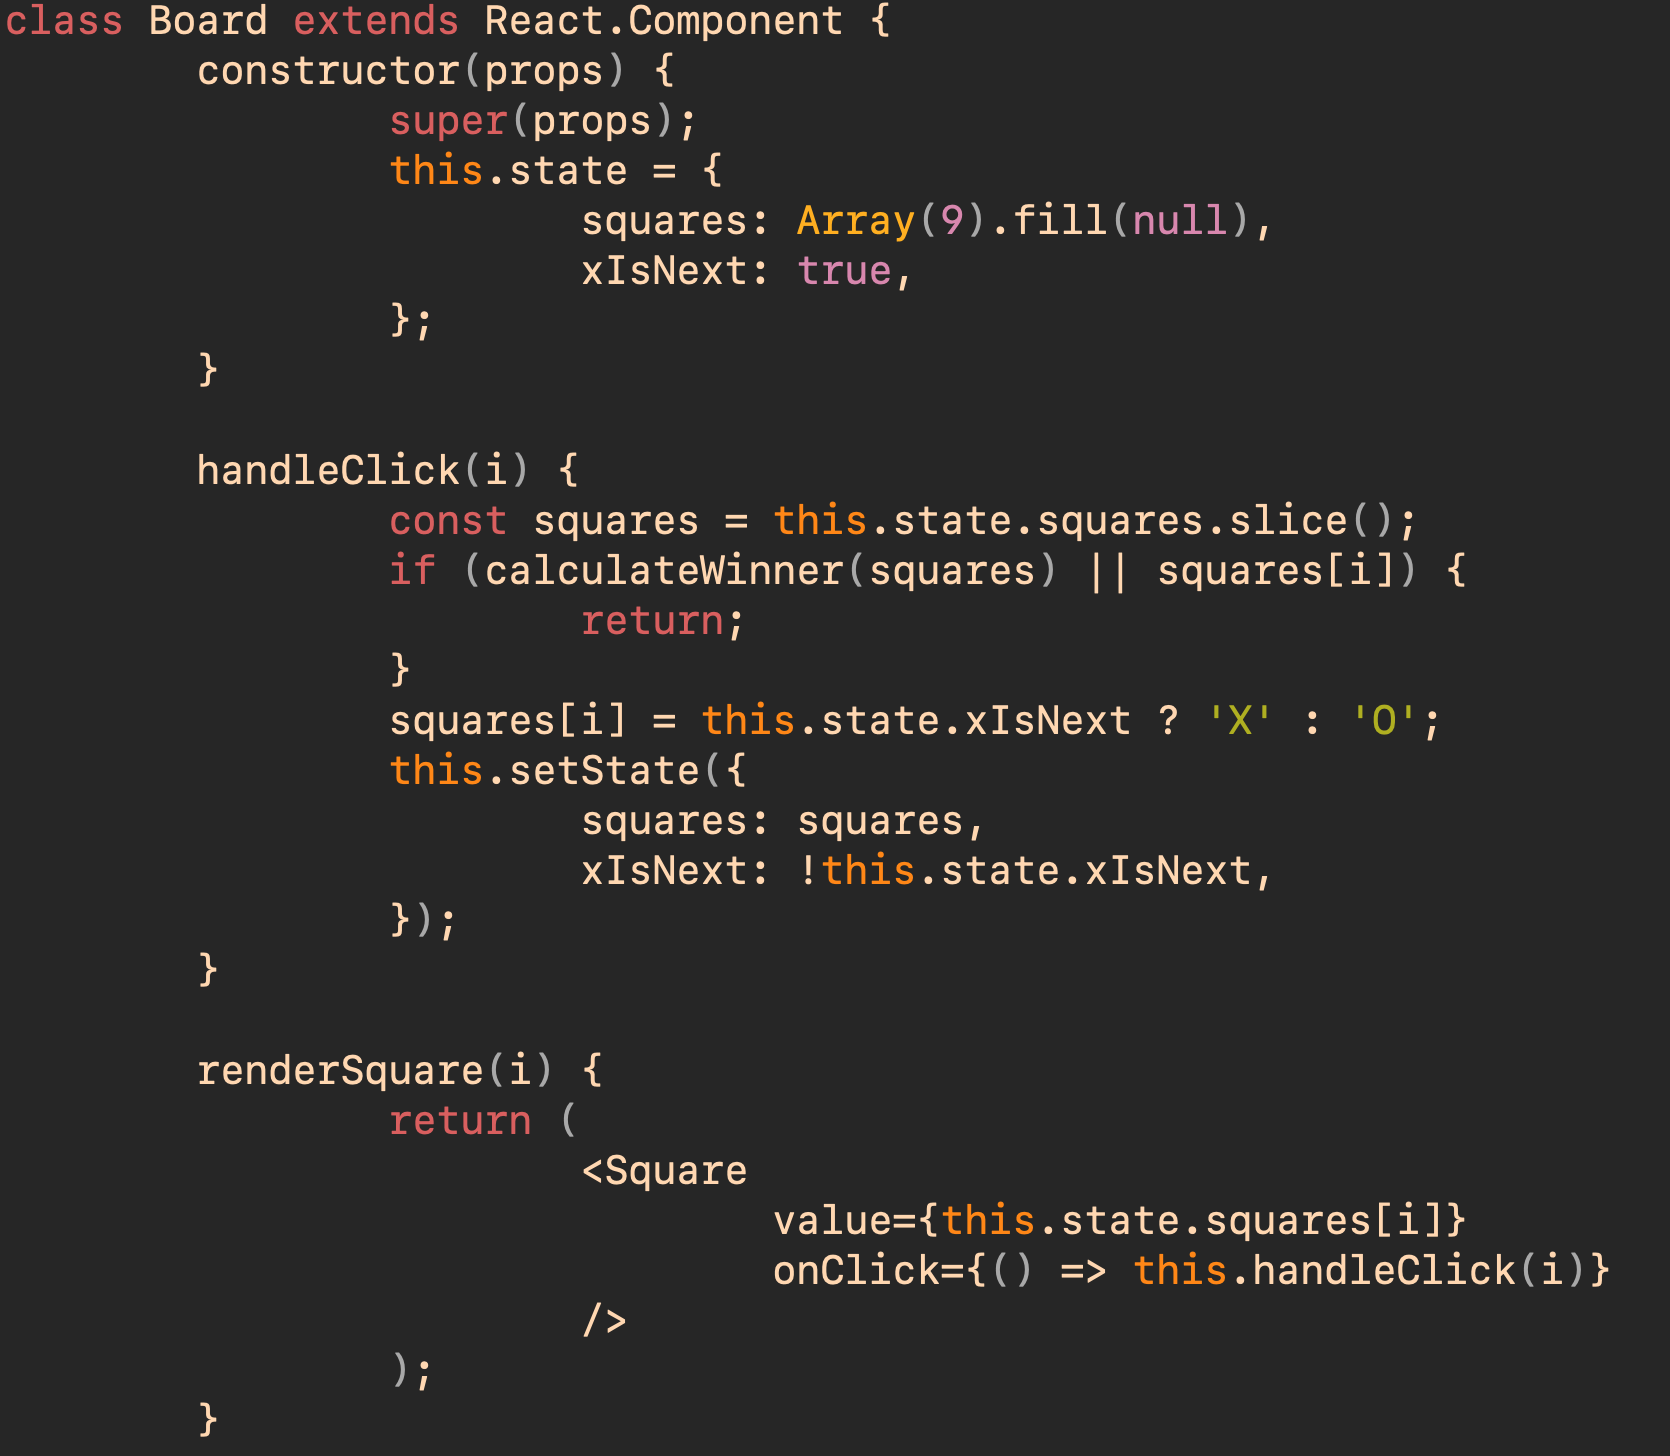 class Board extends React.Component {
        constructor(props) {
                super(props);
                this.state = {
                        squares: Array(9).fill(null),
                        xIsNext: true,
                };
        }

        handleClick(i) {
                const squares = this.state.squares.slice();
                if (calculateWinner(squares) || squares[i]) {
                        return;
                }
                squares[i] = this.state.xIsNext ? 'X' : 'O';
                this.setState({
                        squares: squares,
                        xIsNext: !this.state.xIsNext,
                });
        }

        renderSquare(i) {
                return (
                        <Square
                                value={this.state.squares[i]}
                                onClick={() => this.handleClick(i)}
                        />
                );
        }